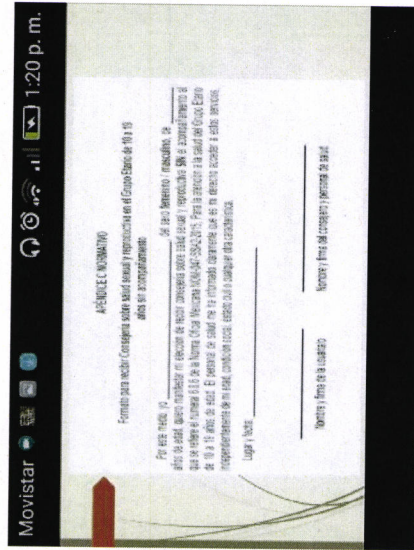 Movistar 1:20 p. m.
APÉNDICE C NORMATIVO
Formato para recibir Consejería sobre salud sexual y reproductiva en el Grupo Etario de 10 a 19
años sin acompañamiento
Por este medio, yo ____________ del sexo femenino / masculino, de ______
años de edad, quiero manifestar mi elección de recibir consejería sobre salud sexual y reproductiva SIN el acompañamiento al
que se refiere el numeral 6.8.6 de la Norma Oficial Mexicana NOM-047-SSA2-2015, Para la atención a la salud del Grupo Etario
de 10 a 19 años de edad. El personal de salud me ha informado claramente que es mi derecho acceder a estos servicios,
independientemente de mi edad, condición social, estado civil o cualquier otra característica.
Lugar y fecha: ____________
Nombre y firma de la usuaria/o Nombre y firma del consejero y personal de salud